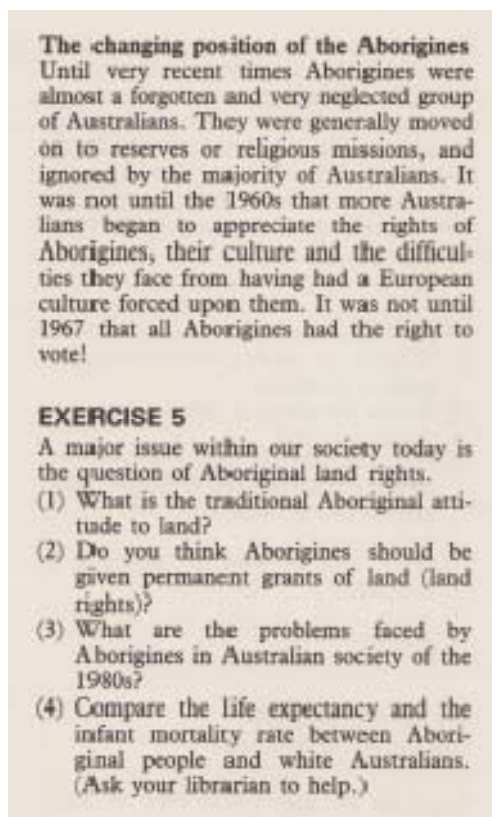 The changing position of the Aborigines
Until very recent times Aborigines were
almost a forgotten and very neglected group
of Australians. They were generally moved
on to reserves or religious missions, and
ignored by the majority of Australians. It
was not until the 1960s that more Austra-
lians began to appreciate the rights of
Aborigines, their culture and the difficul-
ties they face from having had a European
culture forced upon them. It was not until
1967 that all Aborigines had the right to
vote!
EXERCISE 5
A major issue within our society today is
the question of Aboriginal land rights.
(1) What is the traditional Aboriginal atti-
tude to land?
(2) Do you think Aborigines should be
given permanent grants of land (land
rights)?
(3) What are the problems faced by
Aborigines in Australian society of the
1980s?
(4) Compare the life expectancy and the
infant mortality rate between Abori-
ginal people and white Australians.
(Ask your librarian to help.)